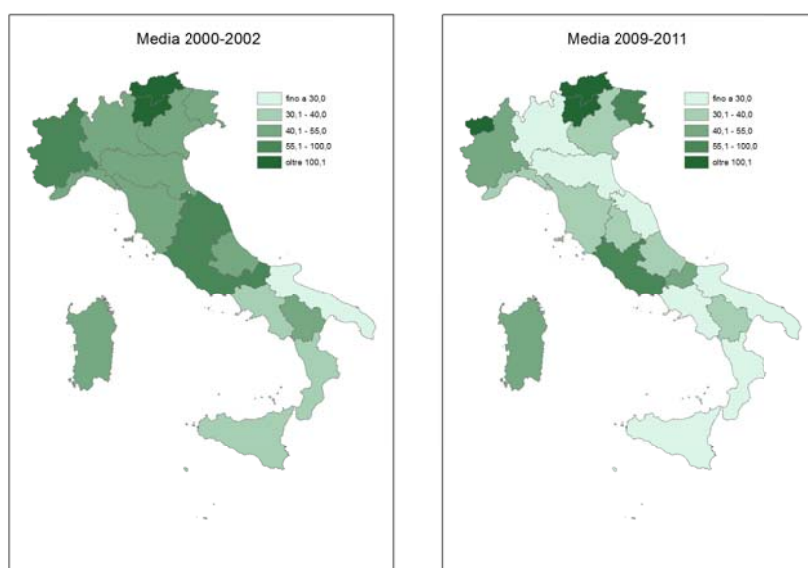 Media 2000-2002
fino a 30,0
30,1 - 40,0
40,1 - 55,0
55,1 - 100,0
oltre 100,1
Media 2009-2011
fino a 30,0
30,1 - 40,0
40,1 - 55,0
55,1 - 100,0
oltre 100,1